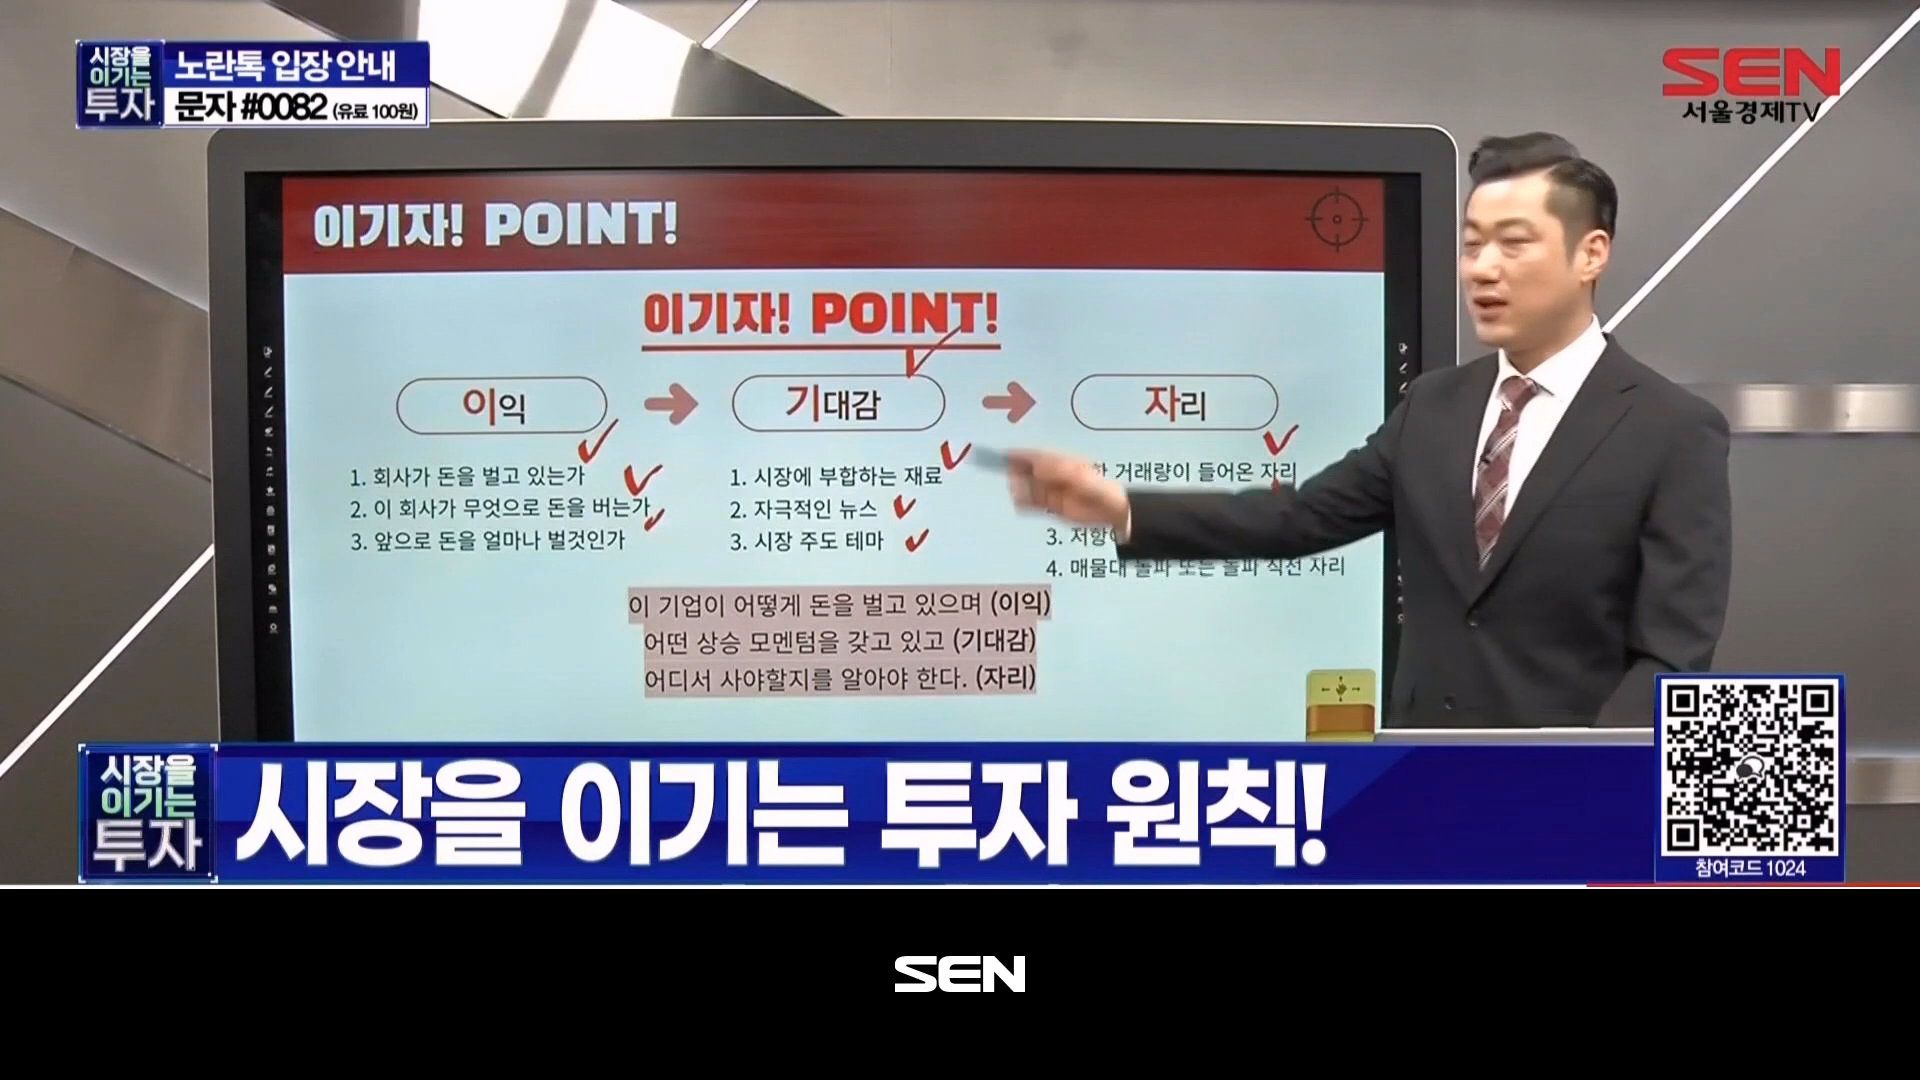 시장을
이기는
투자
노란톡 입장 안내
문자 #0082 (유료 100원)
SEN
서울경제TV
이기자! POINT!
이기자! POINT!
이익
기대감
자리
1. 회사가 돈을 벌고 있는가
2. 이 회사가 무엇으로 돈을 버는가
3. 앞으로 돈을 얼마나 벌것인가
1. 시장에 부합하는 재료
2. 자극적인 뉴스
3. 시장 주도 테마
거래량이 들어온 자리
3.
4. 매물대 돌파 또는 돌파 직전 자리
이 기업이 어떻게 돈을 벌고 있으며 (이익)
어떤 상승 모멘텀을 갖고 있고 (기대감)
어디서 사야할지를 알아야 한다. (자리)
시장을
이기는
투자
시장을 이기는 투자 원칙!
참여코드 1024
SEN